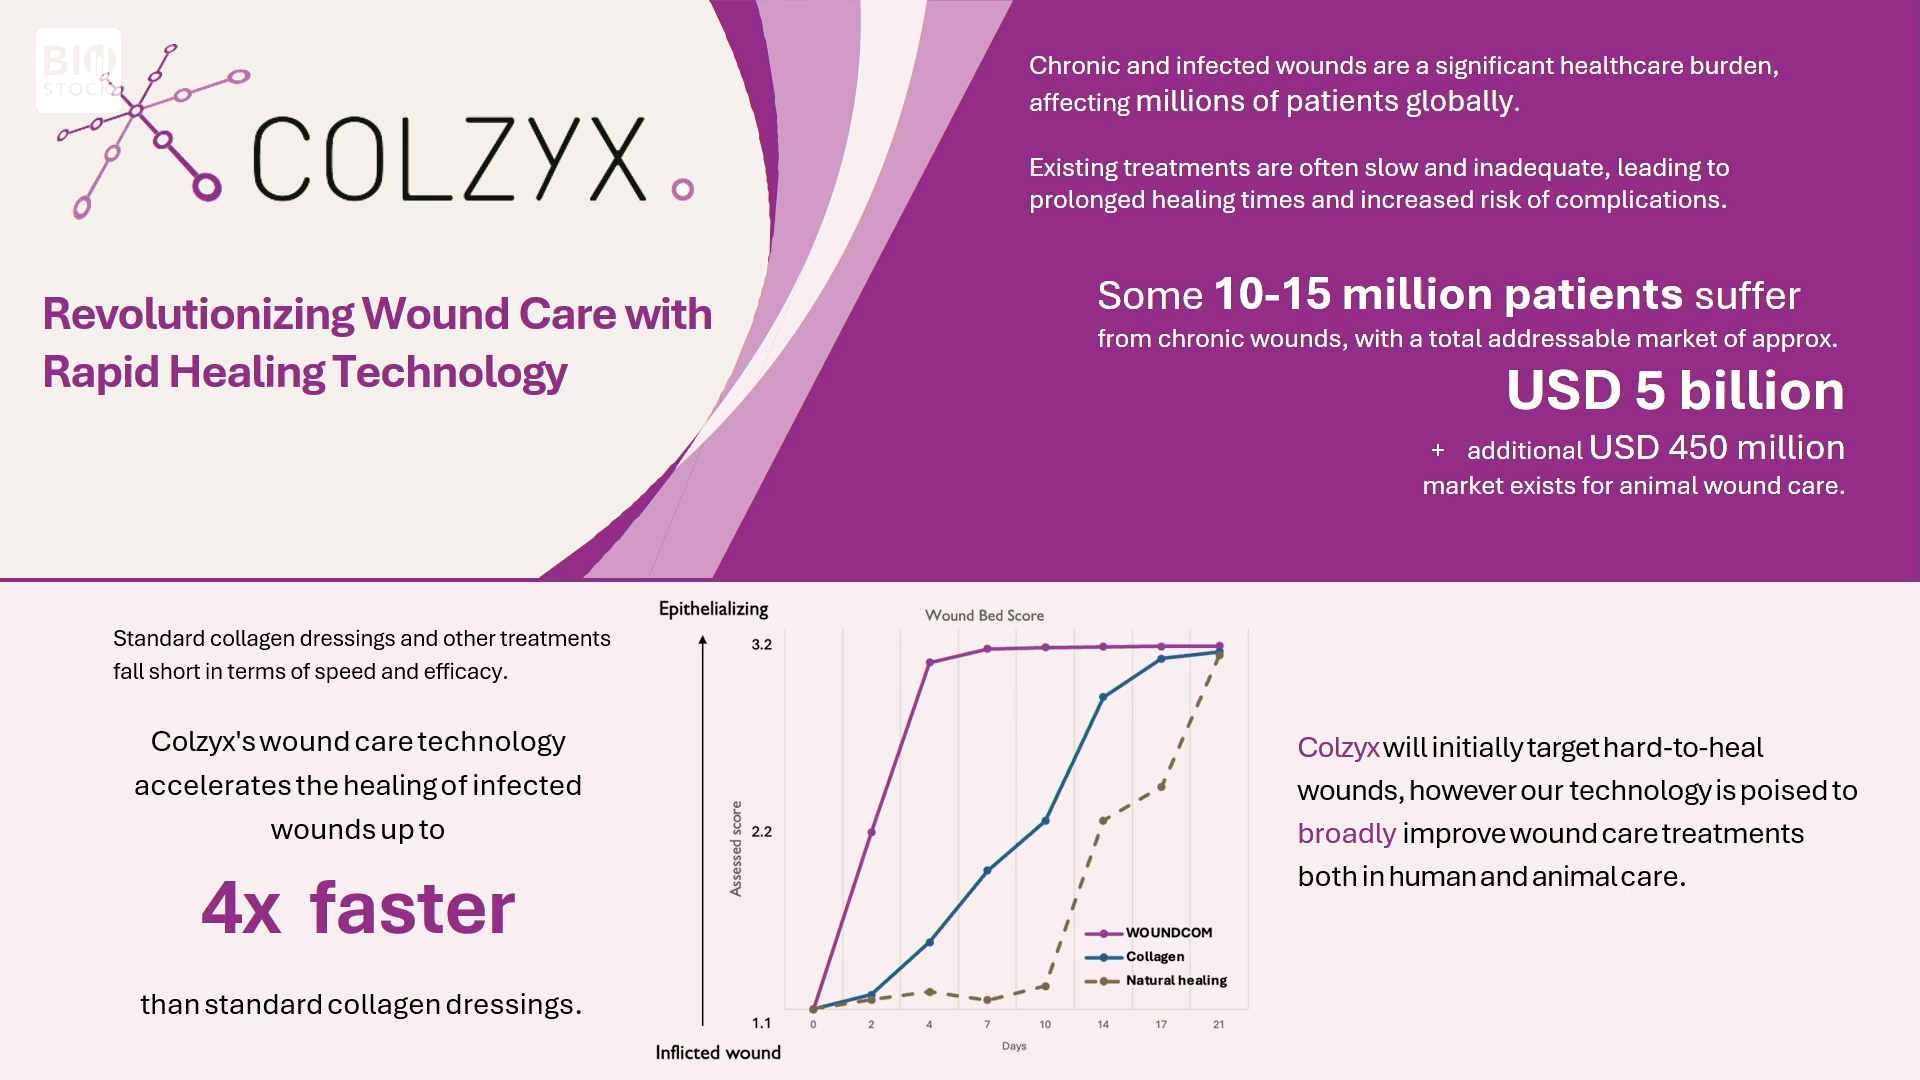 BIO
STOCK
COLZYX.
Revolutionizing Wound Care with
Rapid Healing Technology
Chronic and infected wounds are a significant healthcare burden,
affecting millions of patients globally.
Existing treatments are often slow and inadequate, leading to
prolonged healing times and increased risk of complications.
Some 10-15 million patients suffer
from chronic wounds, with a total addressable market of approx.
USD 5 billion
+ additional USD 450 million
market exists for animal wound care.
Standard collagen dressings and other treatments
fall short in terms of speed and efficacy.
Colzyx's wound care technology
accelerates the healing of infected
wounds up to
4x faster
than standard collagen dressings.
Epithelializing
Wound Bed Score
3.2
2.2
1.1
Assessed score
Inflicted wound
0 2 4 7 10 14 17 21
Days
WOUNDCOM
Collagen
Natural healing
Colzyx will initially target hard-to-heal
wounds, however our technology is poised to
broadly improve wound care treatments
both in human and animal care.